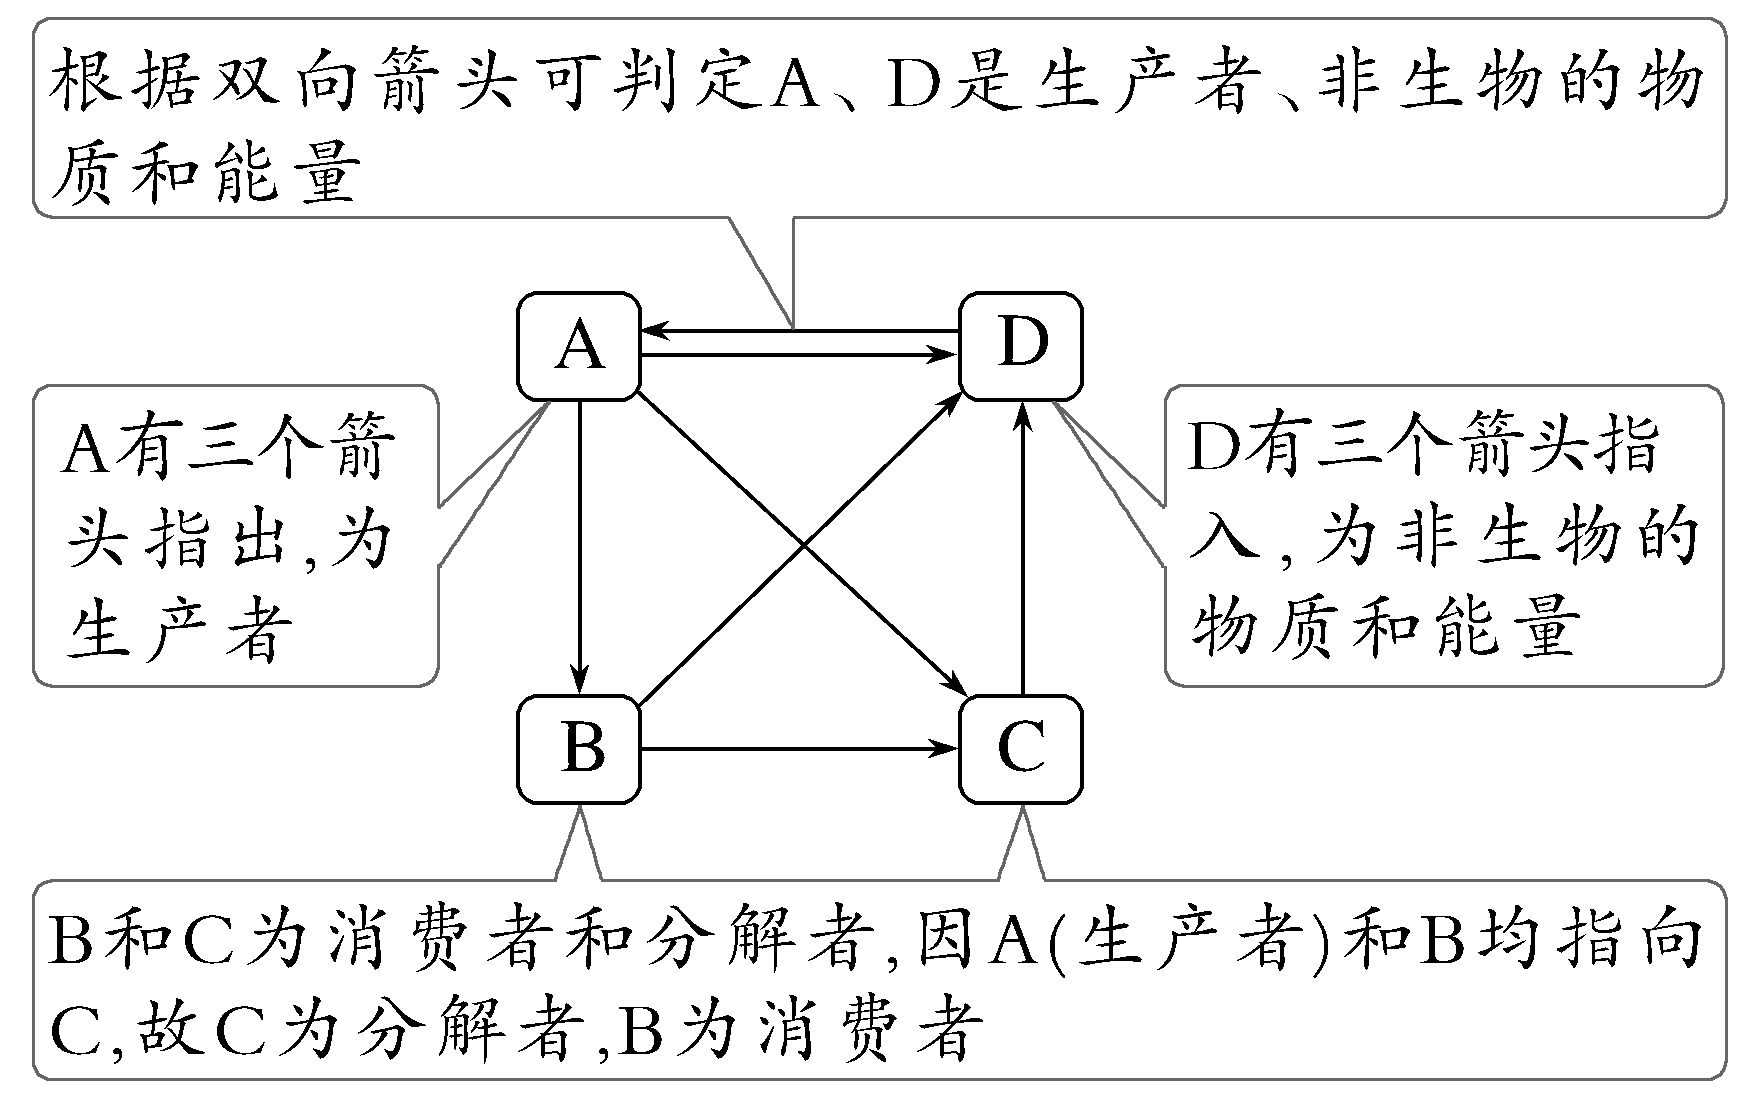 根据双向箭头可判定A、D是生产者、非生物的物
质和能量
A
D
A有三个箭
头指出,为
生产者
D有三个箭头指
入,为非生物的
物质和能量
B
C
B和C为消费者和分解者,因A(生产者)和B均指向
C,故C为分解者,B为消费者